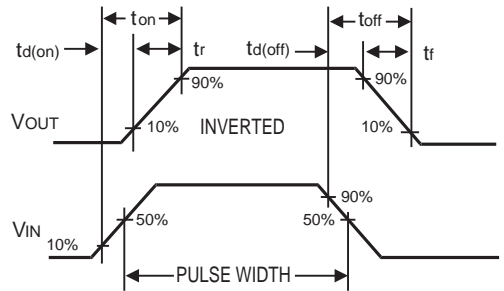 ton toff
td(on) tr td(off) tf
90% 90%
VOUT 10% INVERTED 10%
90%
VIN 50% 50%
10%
PULSE WIDTH